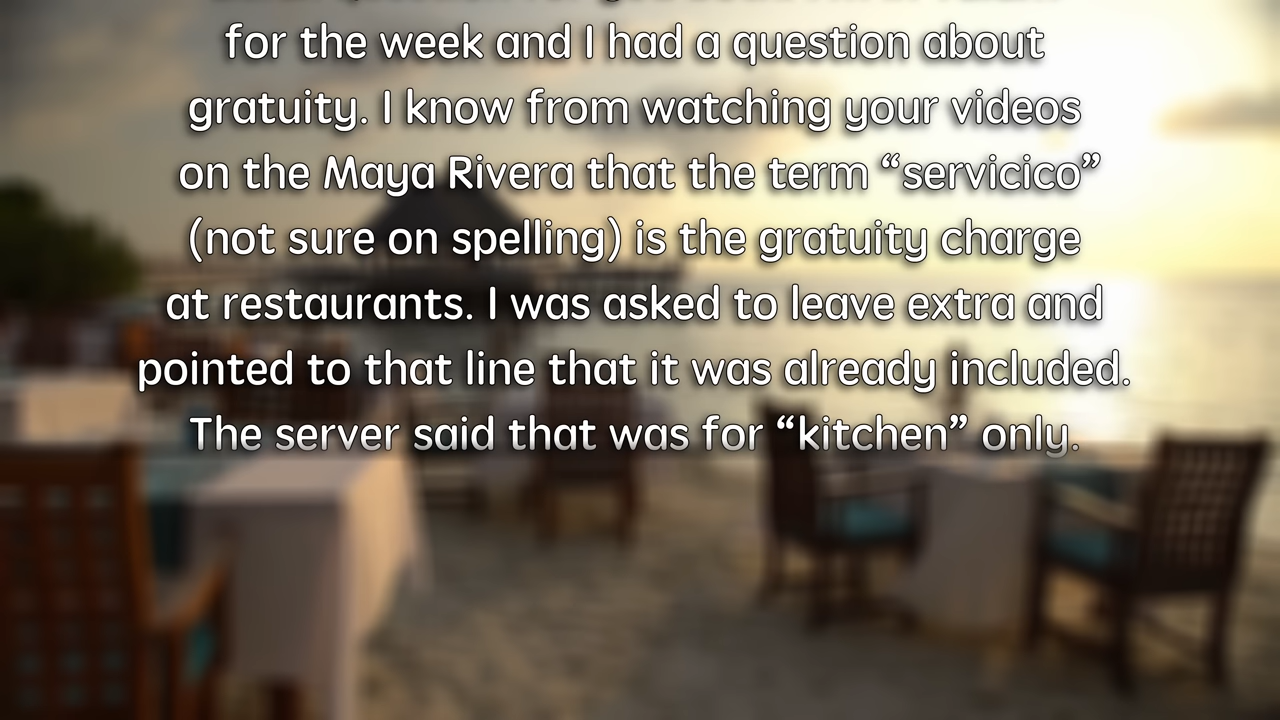 for the week and I had a question about
gratuity. I know from watching your videos
on the Maya Rivera that the term “servicico”
(not sure on spelling) is the gratuity charge
at restaurants. I was asked to leave extra and
pointed to that line that it was already included.
The server said that was for “kitchen” only.